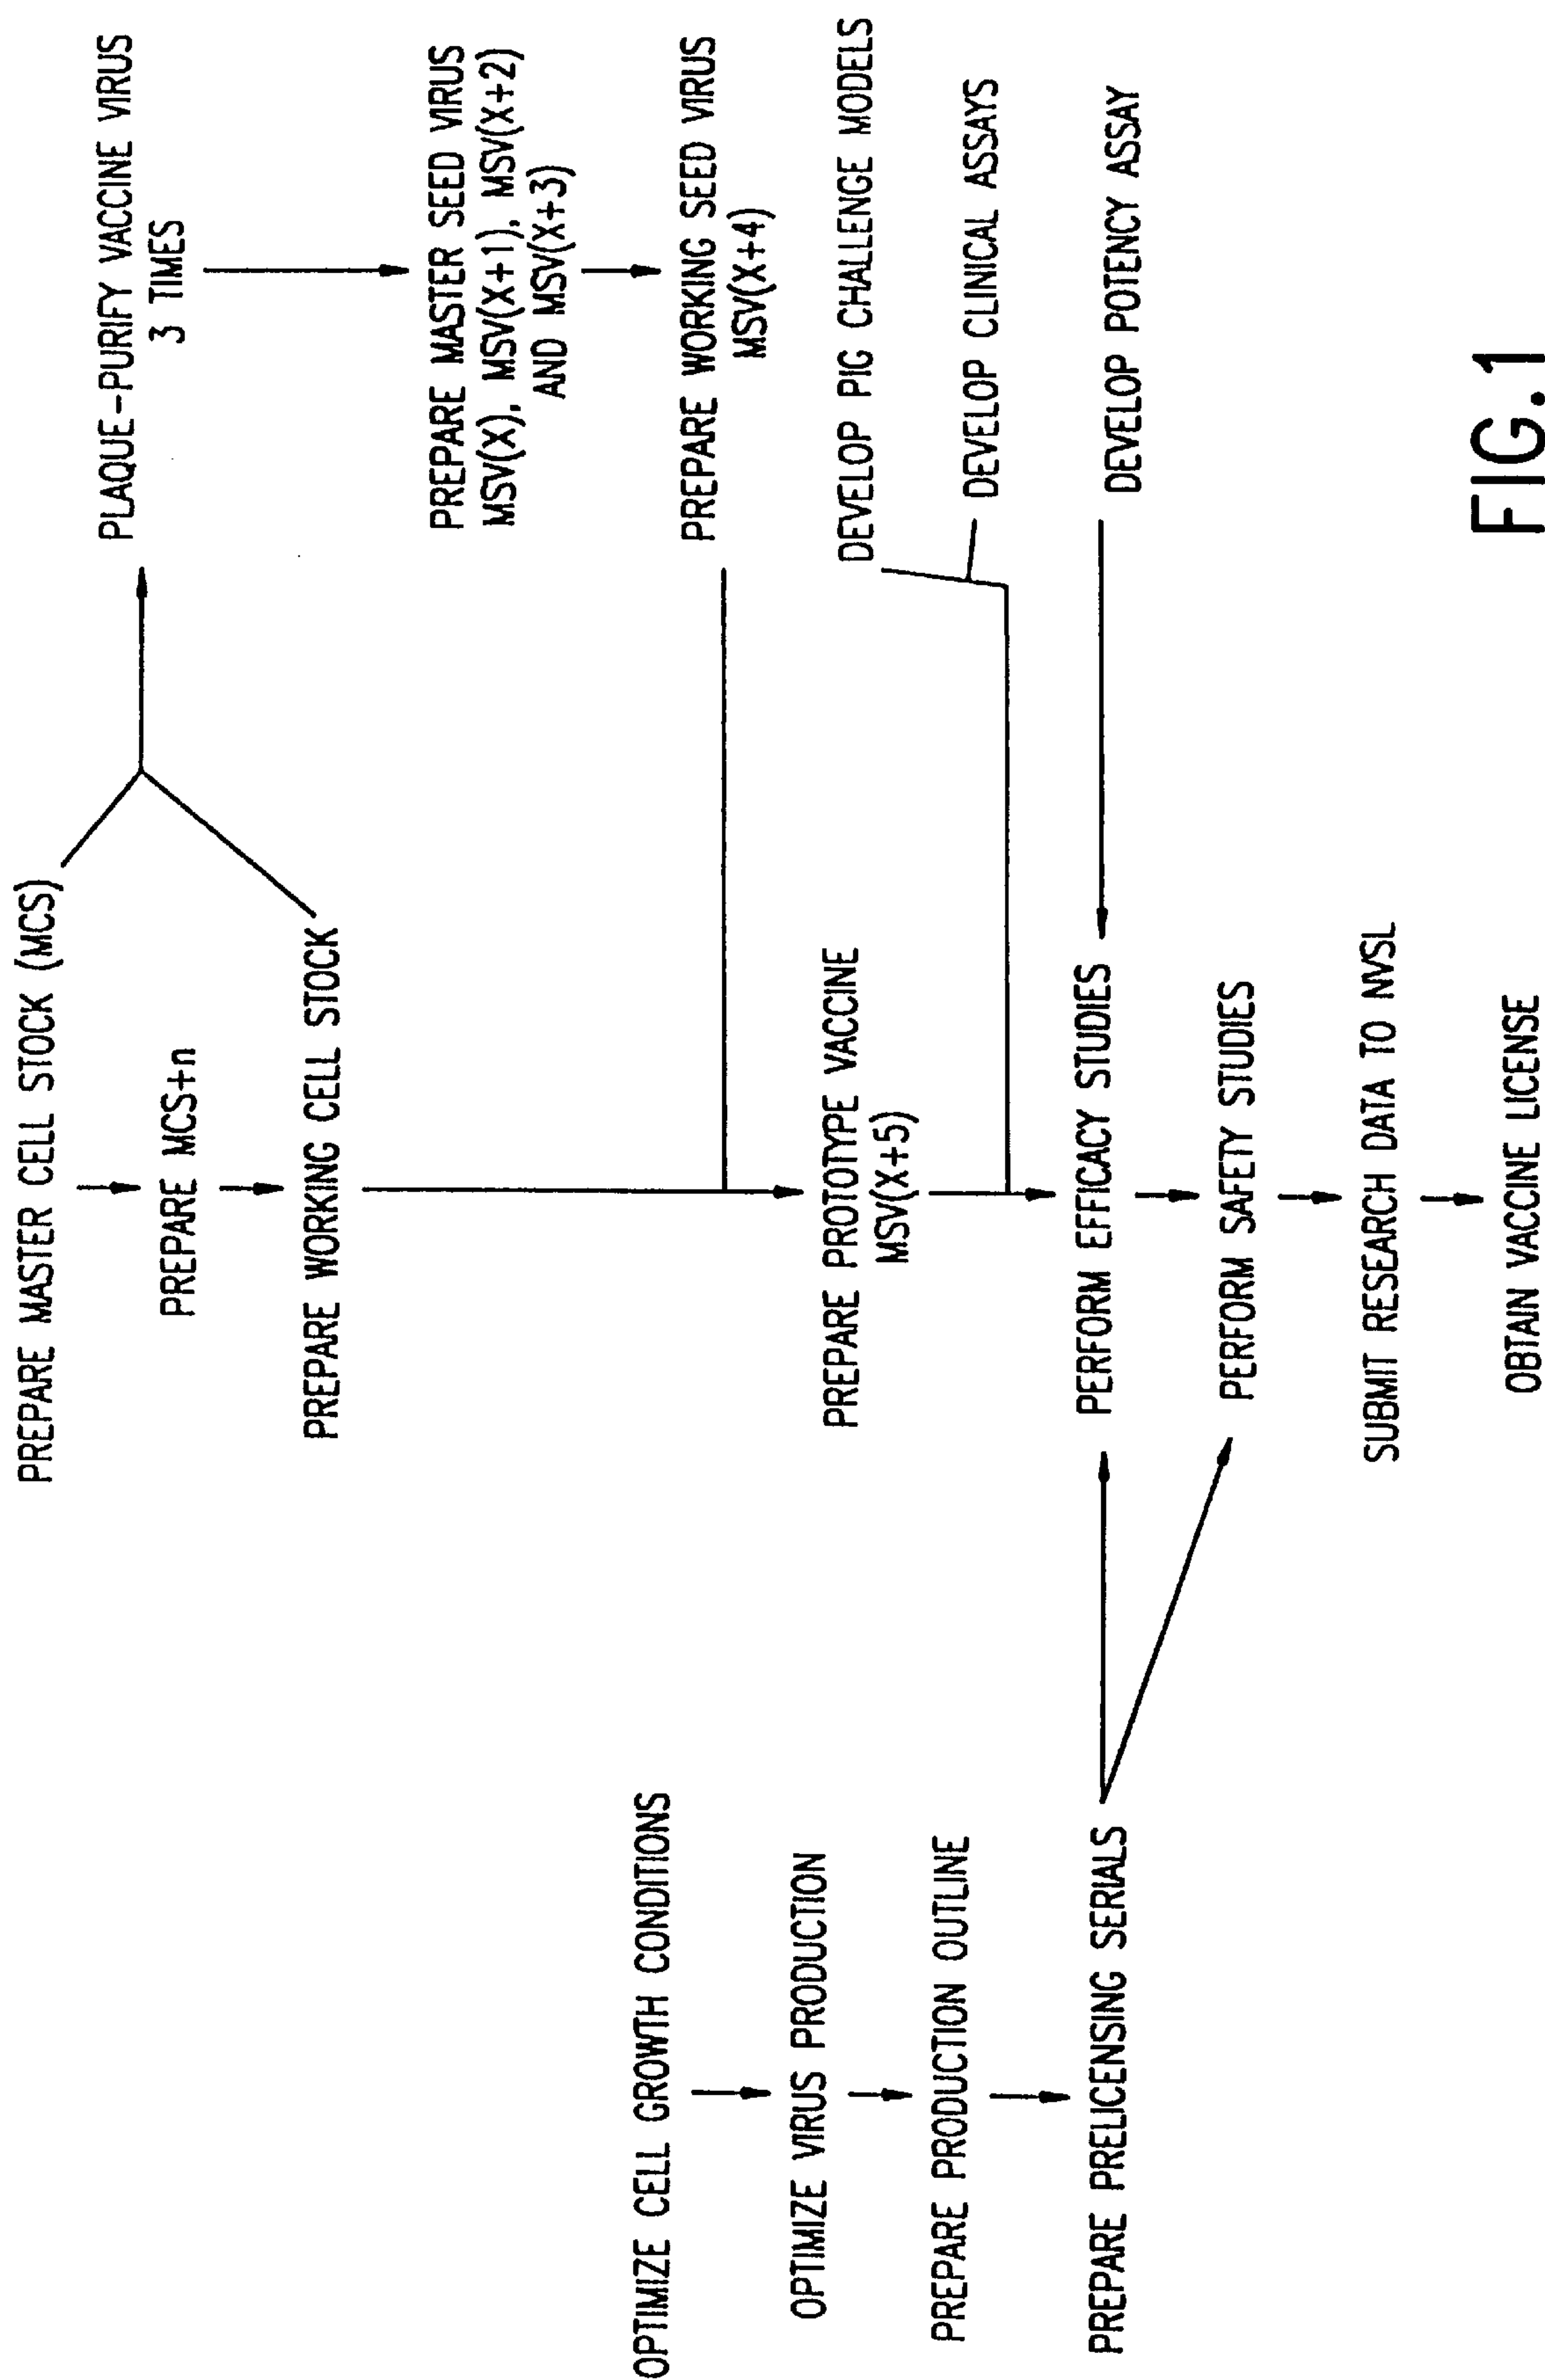 PREPARE MASTER CELL STOCK (MCS)
PREPARE MCS+n
PREPARE WORKING CELL STOCK
PLAQUE-PURIFY VACCINE VIRUS
3 TIMES
PREPARE MASTER SEED VIRUS
MSV(X), MSV(X+1), MSV(X+2)
AND MSV(X+3)
PREPARE WORKING SEED VIRUS
MSV(X+4)
OPTIMIZE CELL GROWTH CONDITIONS
OPTIMIZE VIRUS PRODUCTION
PREPARE PRODUCTION OUTLINE
PREPARE PRELICENSING SERIALS
PREPARE PROTOTYPE VACCINE
MSV(X+5)
DEVELOP PIG CHALLENGE MODELS
DEVELOP CLINICAL ASSAYS
DEVELOP POTENCY ASSAY
PERFORM EFFICACY STUDIES
PERFORM SAFETY STUDIES
SUBMIT RESEARCH DATA TO NVSL
OBTAIN VACCINE LICENSE
FIG.1